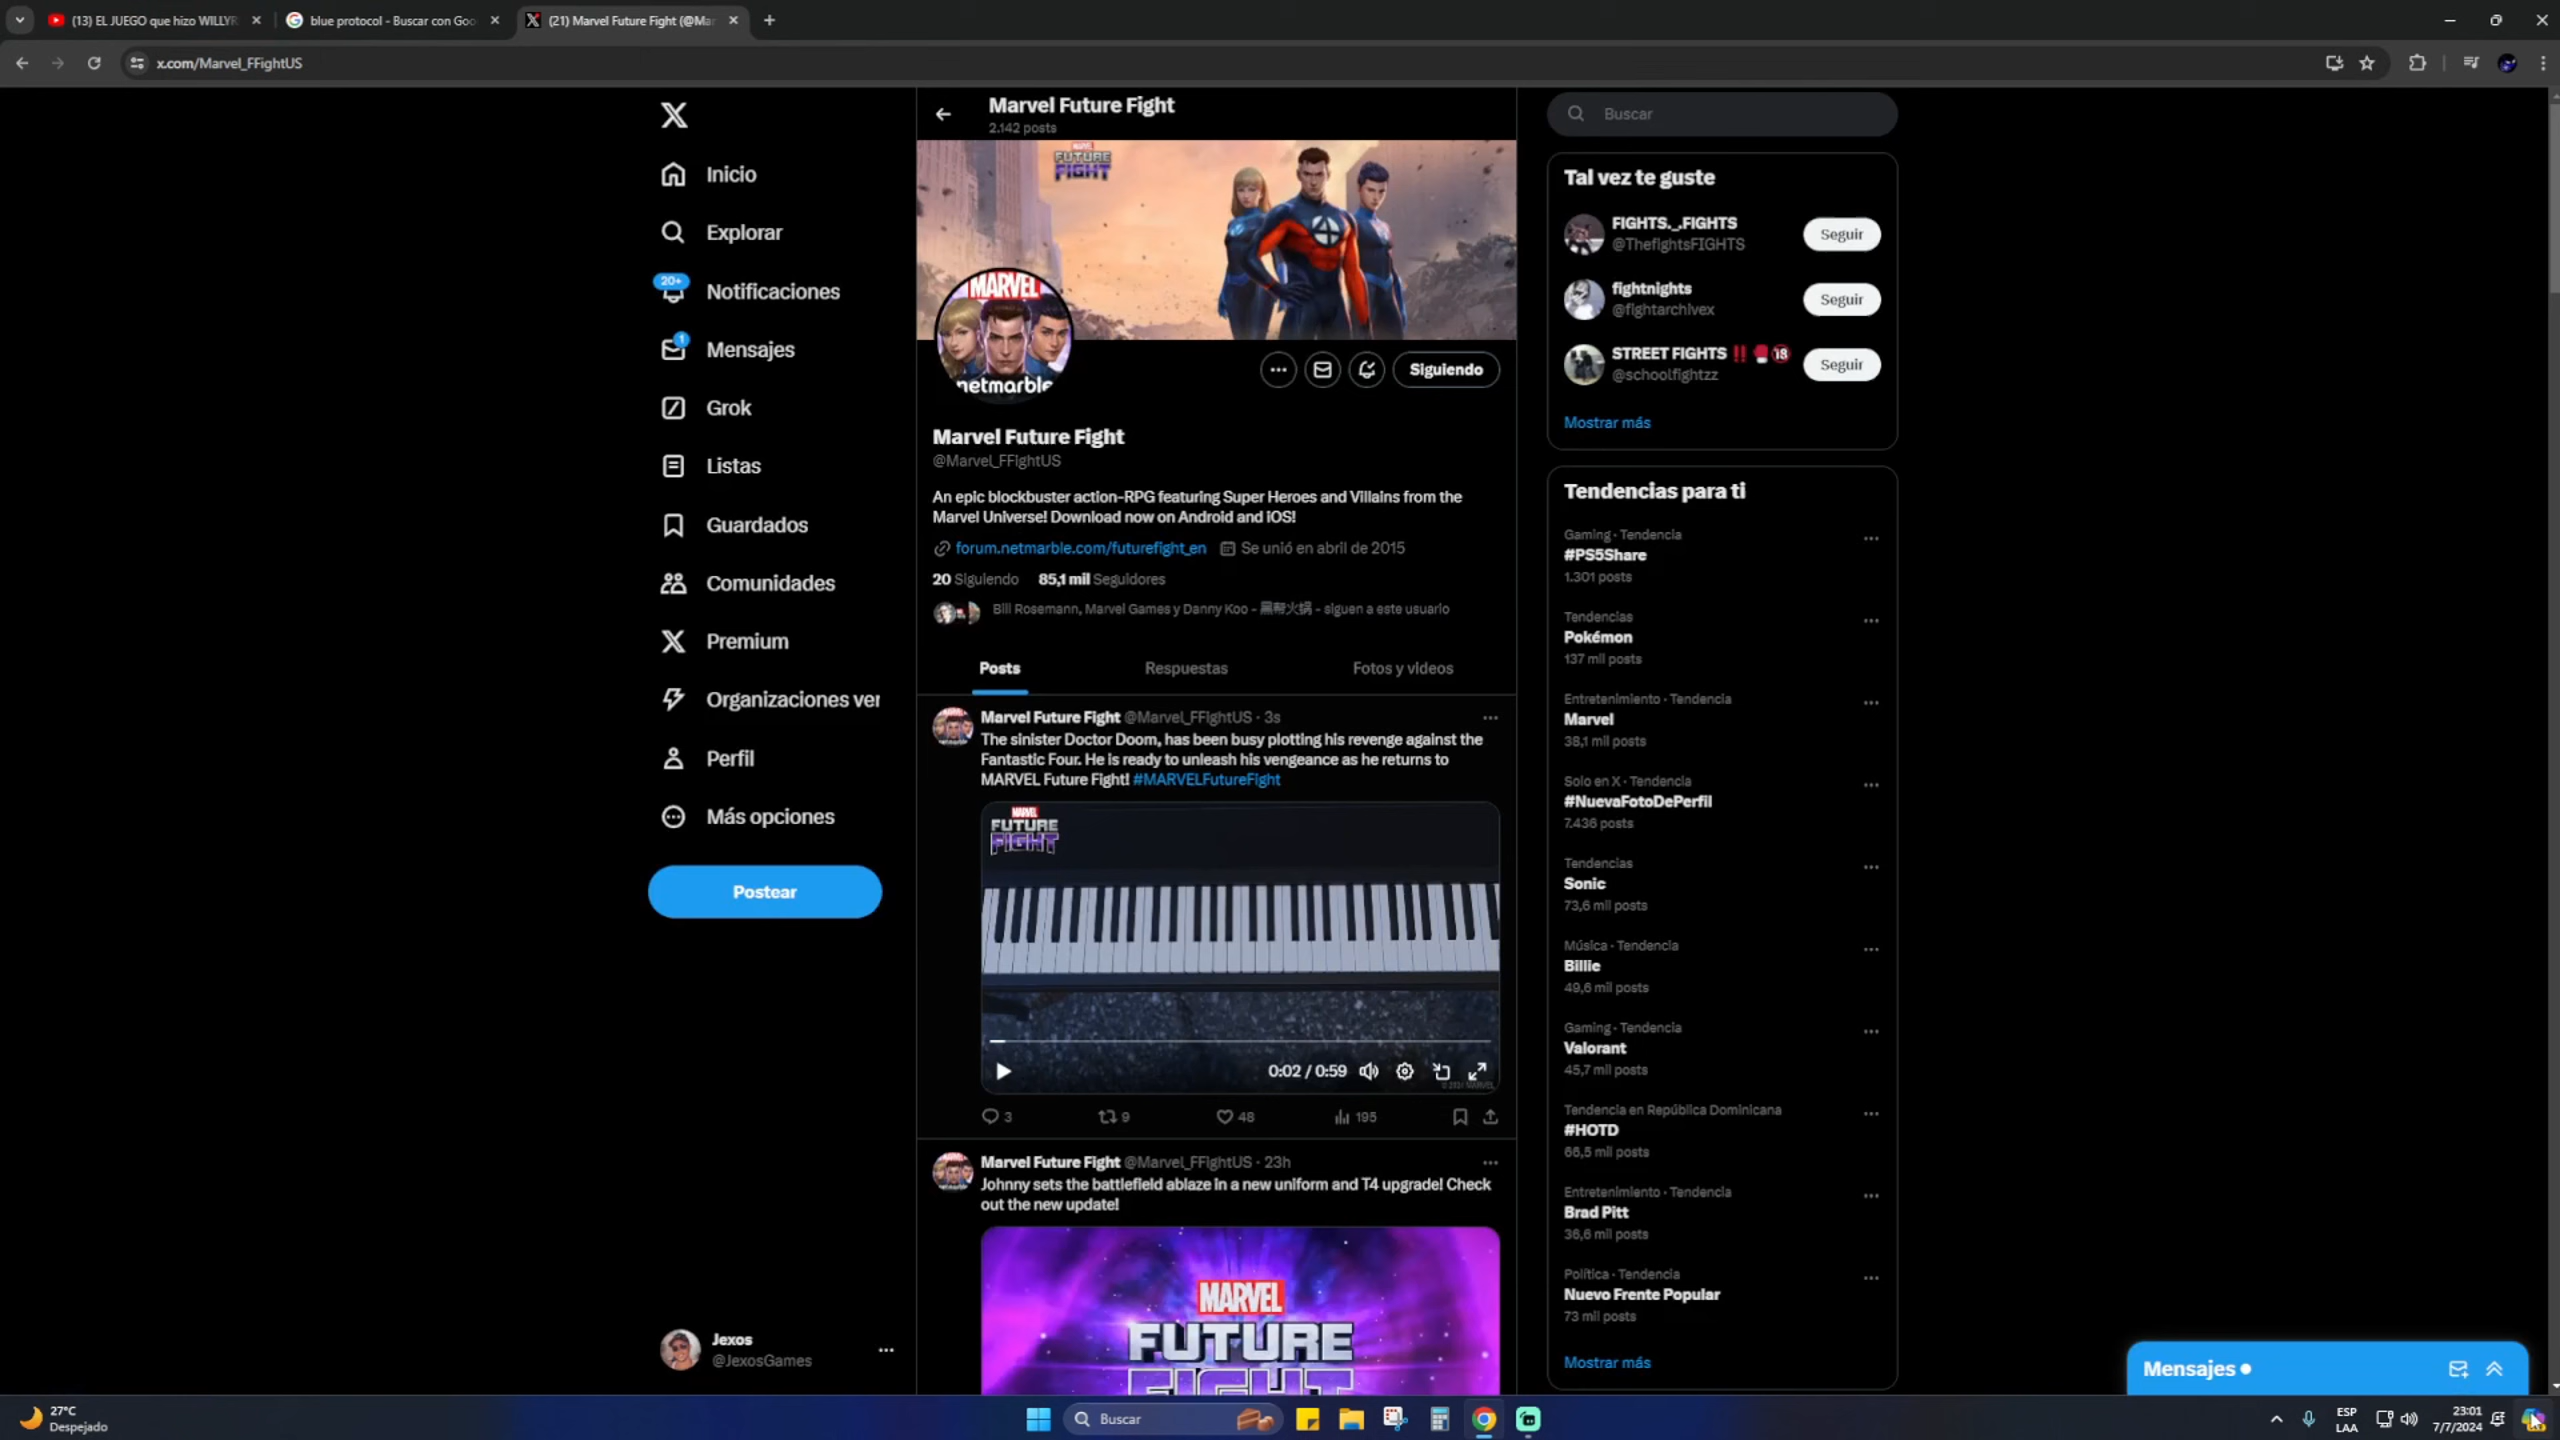 (13) EL JUEGO que hizo WILLYR
blue protocol - Buscar con Goo
(21) Marvel Future Fight (@Mar
x.com/Marvel_FFightUS
Inicio
Explorar
20+
Notificaciones
1
Mensajes
Grok
Listas
Guardados
Comunidades
Premium
Organizaciones ver
Perfil
Más opciones
Postear
Jexos
@JexosGames
Marvel Future Fight
2.142 posts
MARVEL
FUTURE
FIGHT
MARVEL
netmarble
Siguiendo
Marvel Future Fight
@Marvel_FFightUS
An epic blockbuster action-RPG featuring Super Heroes and Villains from the
Marvel Universe! Download now on Android and iOS!
forum.netmarble.com/futurefight_en Se unió en abril de 2015
20 Siguiendo 85,1 mil Seguidores
Bill Rosemann, Marvel Games y Danny Koo - 黑帮火锅 - siguen a este usuario
Posts Respuestas Fotos y videos
Marvel Future Fight @Marvel_FFightUS · 3s
The sinister Doctor Doom, has been busy plotting his revenge against the
Fantastic Four. He is ready to unleash his vengeance as he returns to
MARVEL Future Fight! #MARVELFutureFight
MARVEL
FUTURE
FIGHT
0:02 / 0:59
© 2024 MARVEL
3 9 48 195
Marvel Future Fight @Marvel_FFightUS · 23h
Johnny sets the battlefield ablaze in a new uniform and T4 upgrade! Check
out the new update!
MARVEL
FUTURE
FIGHT
Buscar
Tal vez te guste
FIGHTS._.FIGHTS
@ThefightsFIGHTS
Seguir
fightnights
@fightarchivex
Seguir
STREET FIGHTS ‼️🥊🔞
@schoolfightzz
Seguir
Mostrar más
Tendencias para ti
Gaming · Tendencia
#PS5Share
1.301 posts
Tendencias
Pokémon
137 mil posts
Entretenimiento · Tendencia
Marvel
38,1 mil posts
Solo en X · Tendencia
#NuevaFotoDePerfil
7.436 posts
Tendencias
Sonic
73,6 mil posts
Música · Tendencia
Billie
49,6 mil posts
Gaming · Tendencia
Valorant
45,7 mil posts
Tendencia en República Dominicana
#HOTD
66,5 mil posts
Entretenimiento · Tendencia
Brad Pitt
36,6 mil posts
Política · Tendencia
Nuevo Frente Popular
73 mil posts
Mostrar más
Mensajes
27°C
Despejado
Buscar
ESP
LAA
23:01
7/7/2024